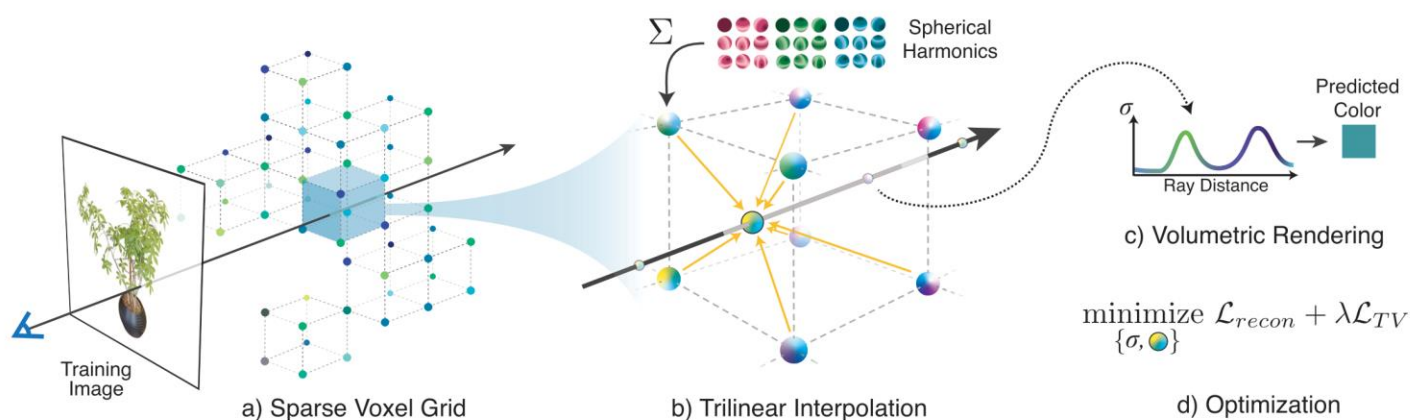 Training
Image
a) Sparse Voxel Grid
Σ
Spherical
Harmonics
b) Trilinear Interpolation
σ
Ray Distance
Predicted
Color
c) Volumetric Rendering
minimize ℒ_recon + λℒ_TV
{σ, }
d) Optimization